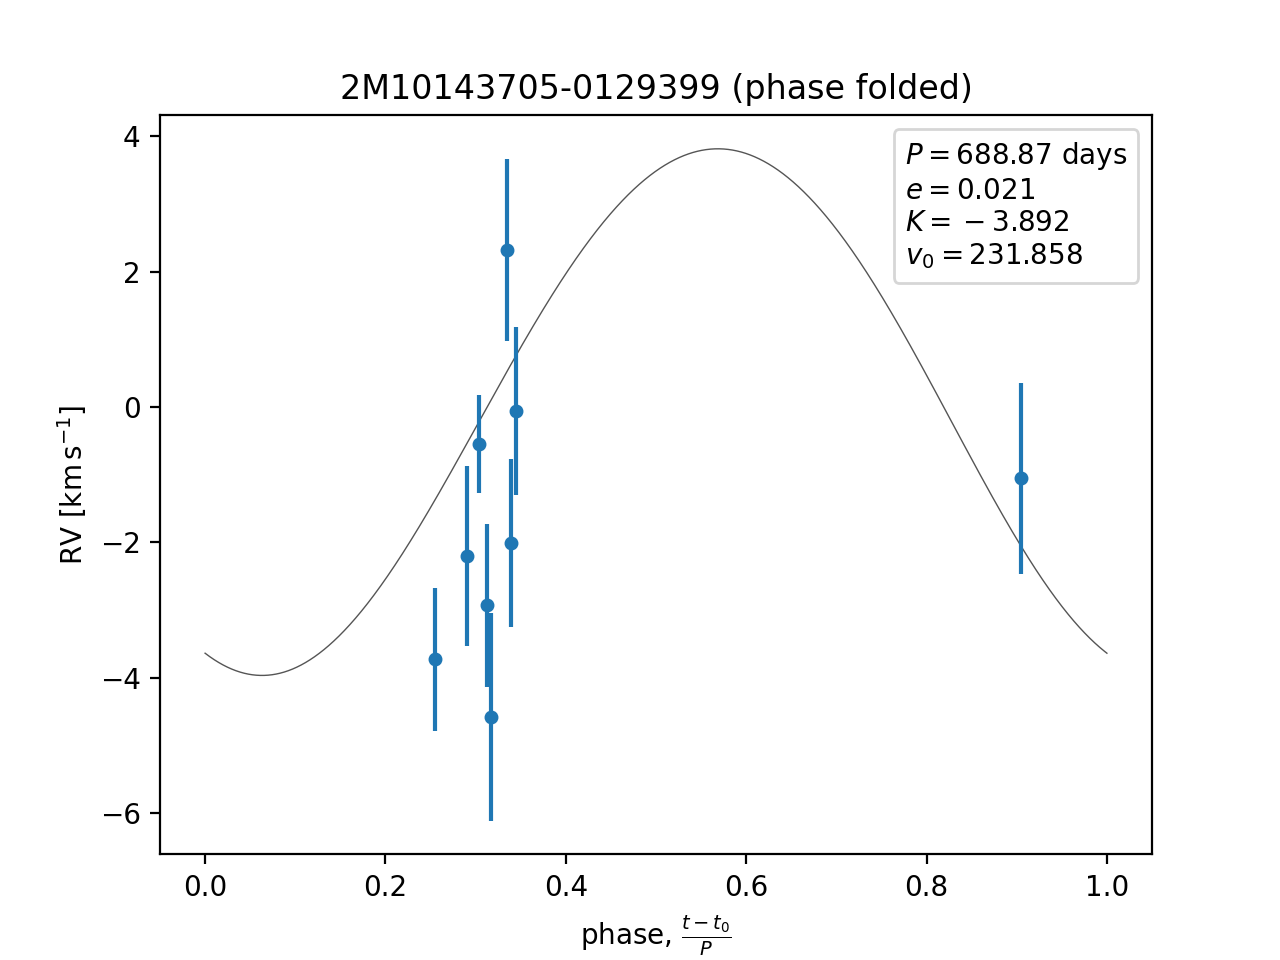 2M10143705-0129399 (phase folded)
P = 688.87 days
e = 0.021
K = −3.892
v₀ = 231.858
4
2
0
−2
−4
−6
RV [km s⁻¹]
0.0 0.2 0.4 0.6 0.8 1.0
phase, (t − t₀)/P